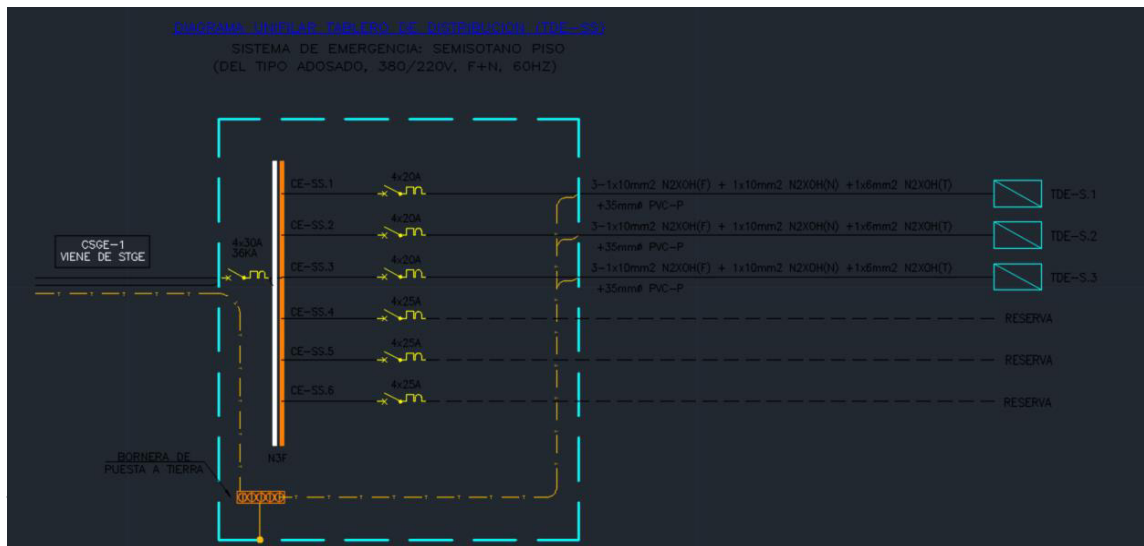 DIAGRAMA UNIFILAR TABLERO DE DISTRIBUCION (TDE-SS)
SISTEMA DE EMERGENCIA: SEMISOTANO PISO
(DEL TIPO ADOSADO, 380/220V, F+N, 60HZ)
CSGE-1
VIENE DE STGE
4x30A
36KA
CE-SS.1
4x20A
3-1x10mm2 N2XOH(F) + 1x10mm2 N2XOH(N) +1x6mm2 N2XOH(T)
+35mmø PVC-P
TDE-S.1
CE-SS.2
4x20A
3-1x10mm2 N2XOH(F) + 1x10mm2 N2XOH(N) +1x6mm2 N2XOH(T)
+35mmø PVC-P
TDE-S.2
CE-SS.3
4x20A
3-1x10mm2 N2XOH(F) + 1x10mm2 N2XOH(N) +1x6mm2 N2XOH(T)
+35mmø PVC-P
TDE-S.3
CE-SS.4
4x25A
RESERVA
CE-SS.5
4x25A
RESERVA
CE-SS.6
4x25A
RESERVA
N3F
BORNERA DE
PUESTA A TIERRA